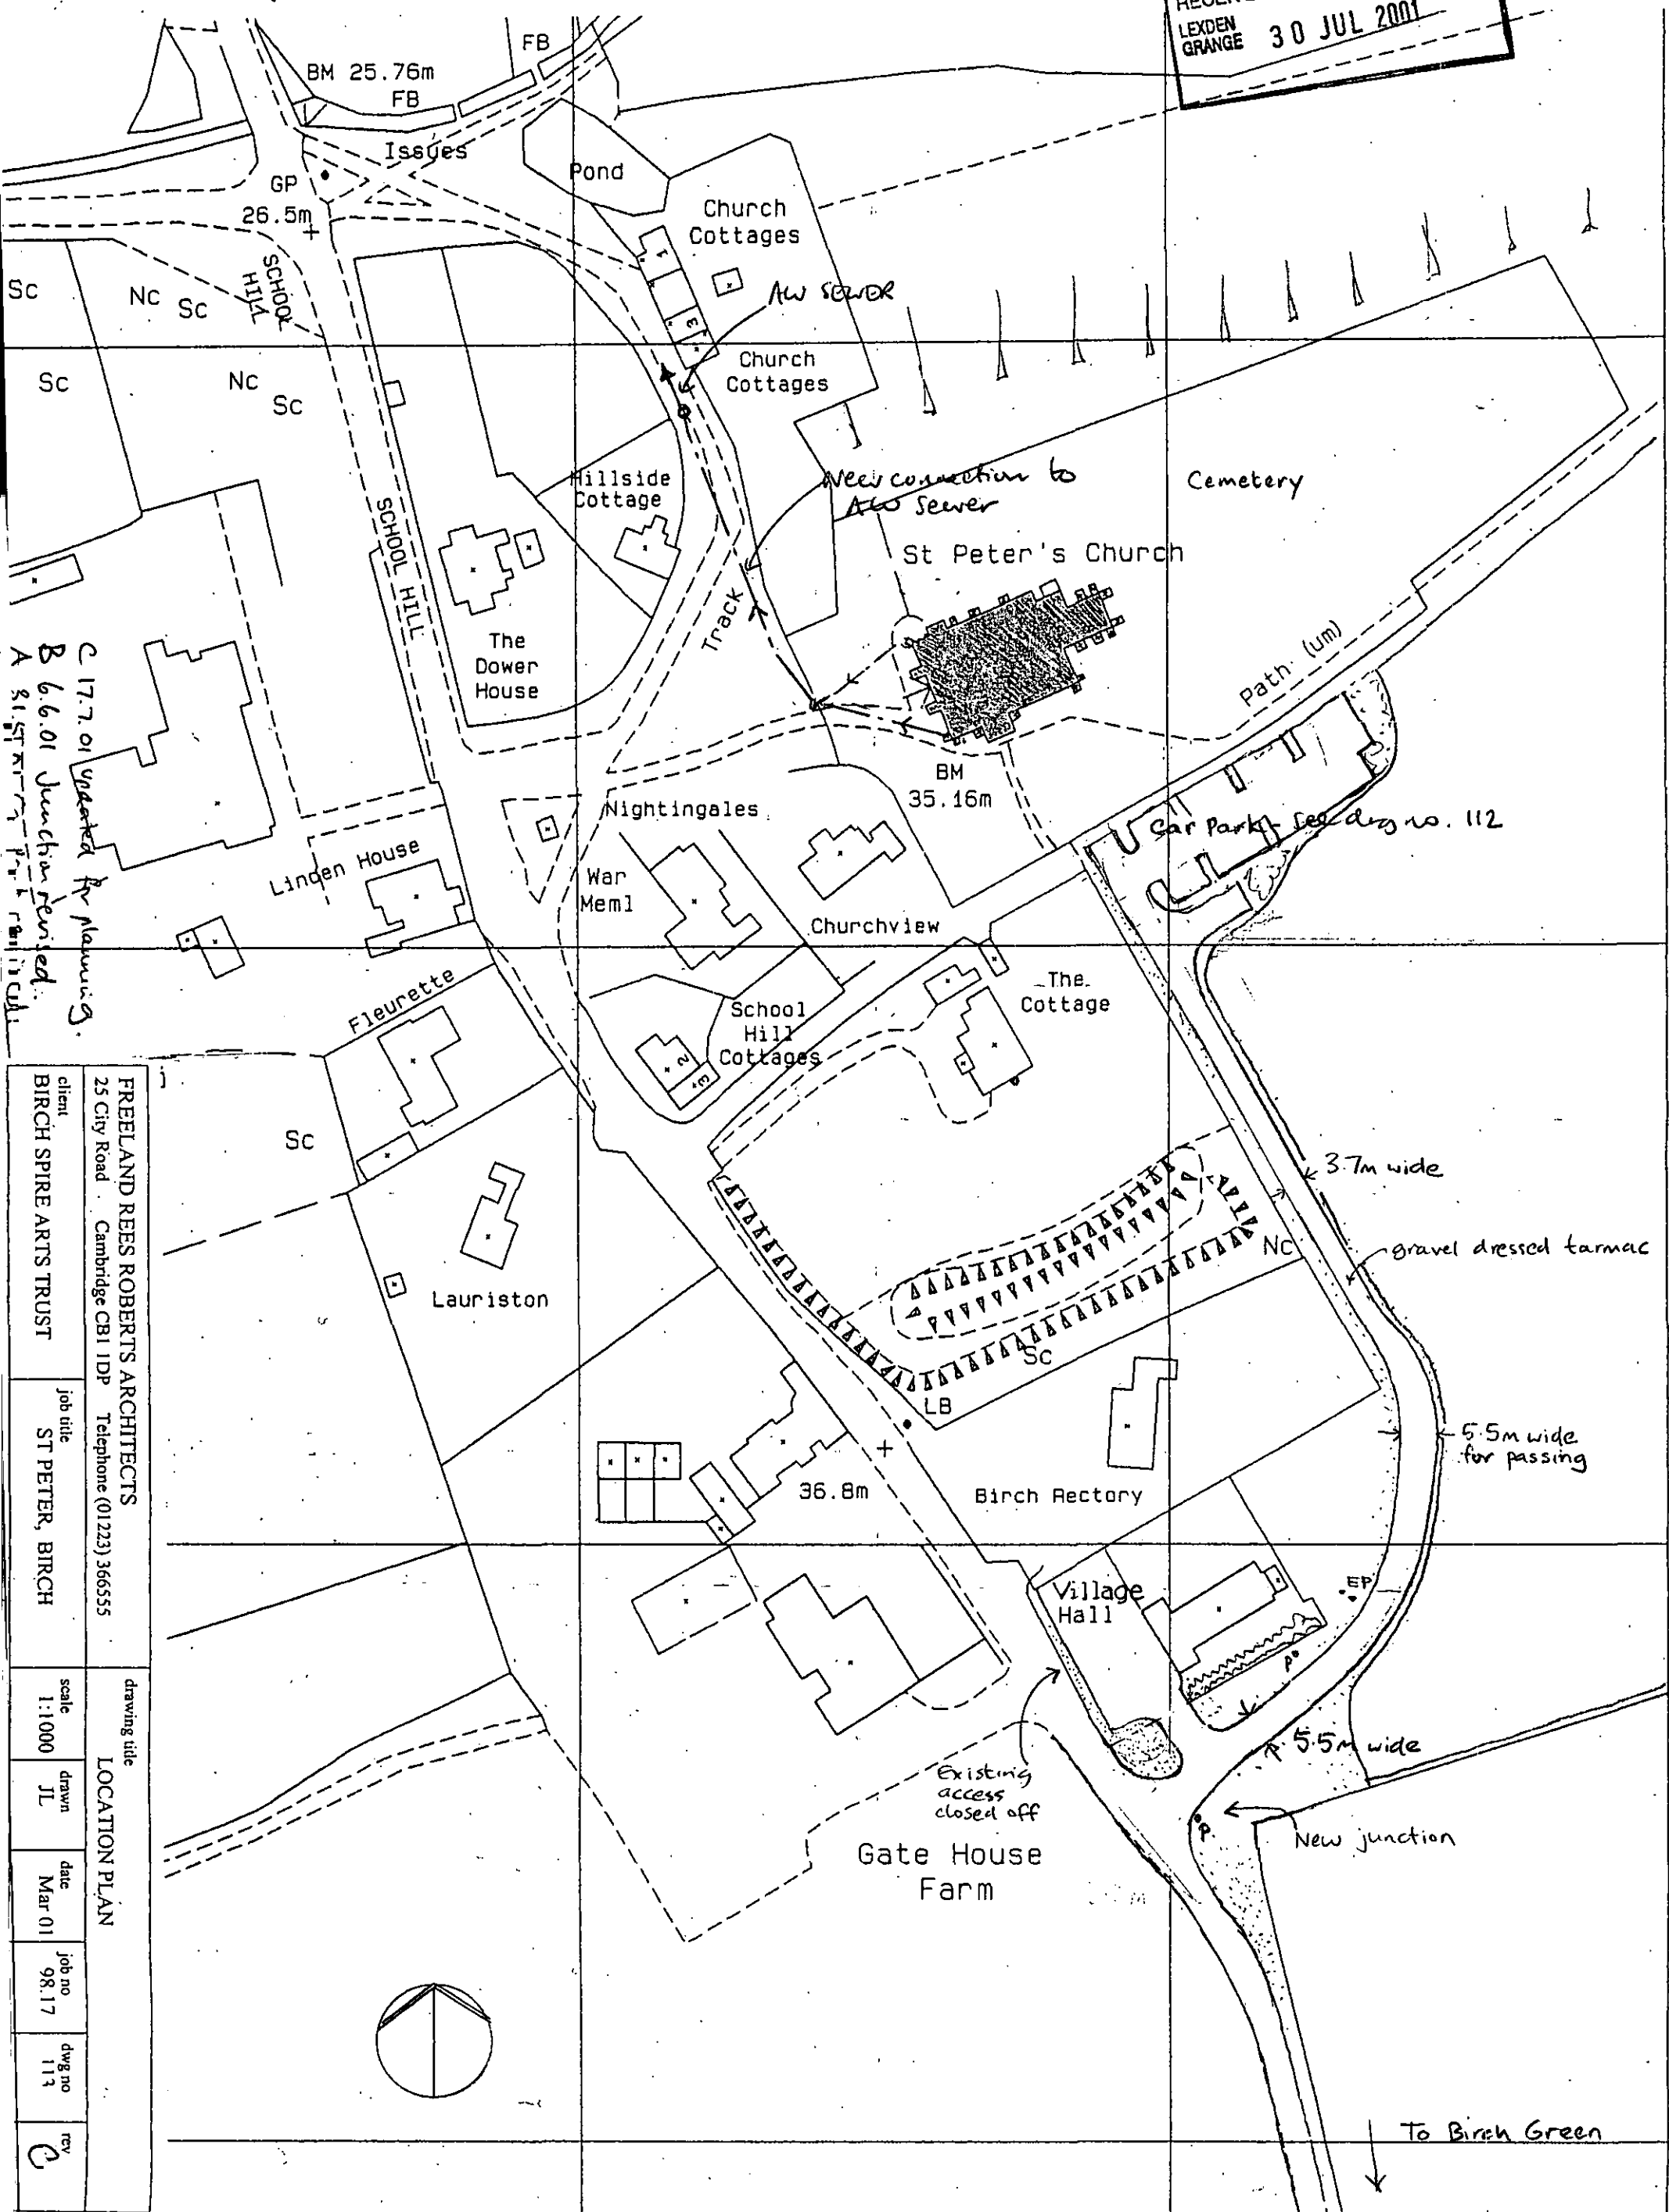 LEXDEN
GRANGE 30 JUL 2001
FB
BM 25.76m
FB
Issues
Pond
GP
26.5m
Church
Cottages
1
3
AW SEWER
SCHOOL
HILL
Sc
Nc
Sc
Church
Cottages
Sc
Nc
Sc
Hillside
Cottage
New connection to
AW Sewer
Cemetery
St Peter's Church
SCHOOL HILL
Track
The
Dower
House
Path (um)
BM
35.16m
Nightingales
Car Park - see drg no. 112
Linden House
War
Meml
Churchview
The
Cottage
Fleurette
School
Hill
Cottages
2
3
Sc
3.7m wide
Nc
gravel dressed tarmac
Lauriston
Sc
LB
5.5m wide
for passing
36.8m
Birch Rectory
Village
Hall
EP
P
5.5m wide
Existing
access
closed off
New junction
P
Gate House
Farm
To Birch Green
C 17.7.01 updated for planning.
B 6.6.01 Junction revised.
A
FREELAND REES ROBERTS ARCHITECTS
25 City Road . Cambridge CB1 1DP Telephone (01223) 366555
client
BIRCH SPIRE ARTS TRUST
job title
ST PETER, BIRCH
drawing title
LOCATION PLAN
scale
1:1000
drawn
JL
date
Mar 01
job no
98.17
dwg no
113
rev
C